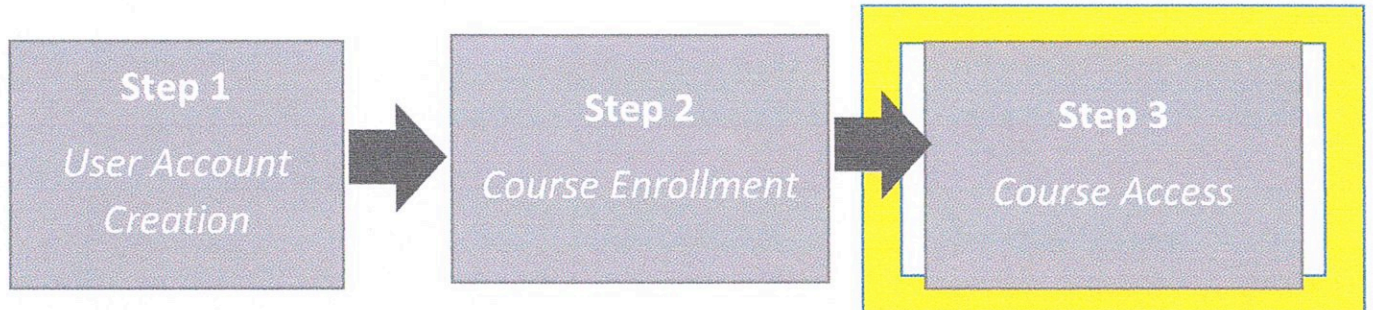 Step 1
User Account
Creation
Step 2
Course Enrollment
Step 3
Course Access